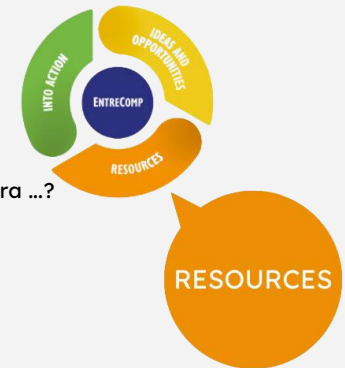 IDEAS AND
OPPORTUNITIES
INTO ACTION
ENTRECOMP
RESOURCES
ra ...?
RESOURCES